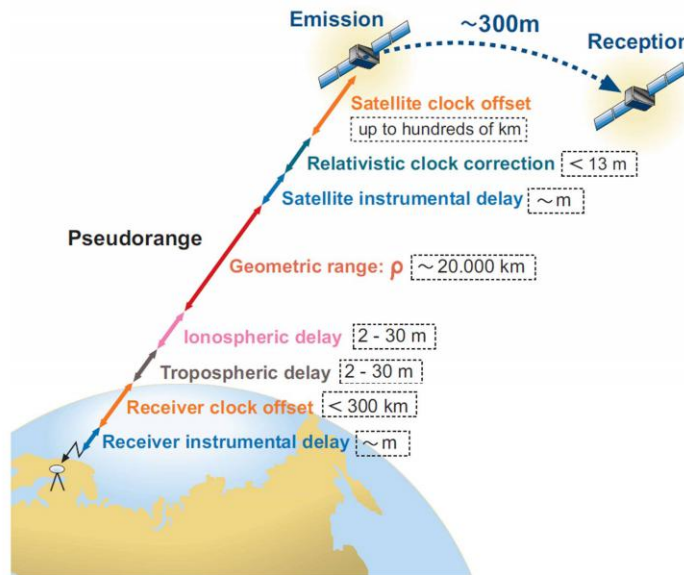 Emission
~300m
Reception
Satellite clock offset
up to hundreds of km
Relativistic clock correction < 13 m
Satellite instrumental delay ~m
Pseudorange
Geometric range: ρ ~ 20.000 km
Ionospheric delay 2 - 30 m
Tropospheric delay 2 - 30 m
Receiver clock offset < 300 km
Receiver instrumental delay ~m